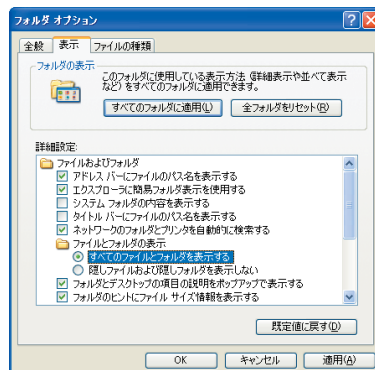 フォルダ オプション
全般 表示 ファイルの種類
フォルダの表示
このフォルダに使用している表示方法 (詳細表示や並べて表示
など) をすべてのフォルダに適用できます。
すべてのフォルダに適用(L) 全フォルダをリセット(R)
詳細設定:
ファイルおよびフォルダ
アドレス バーにファイルのパス名を表示する
エクスプローラに簡易フォルダ表示を使用する
システム フォルダの内容を表示する
タイトル バーにファイルのパス名を表示する
ネットワークのフォルダとプリンタを自動的に検索する
ファイルとフォルダの表示
すべてのファイルとフォルダを表示する
隠しファイルおよび隠しフォルダを表示しない
フォルダとデスクトップの項目の説明をポップアップで表示する
フォルダのヒントにファイル サイズ情報を表示する
既定値に戻す(D)
OK キャンセル 適用(A)